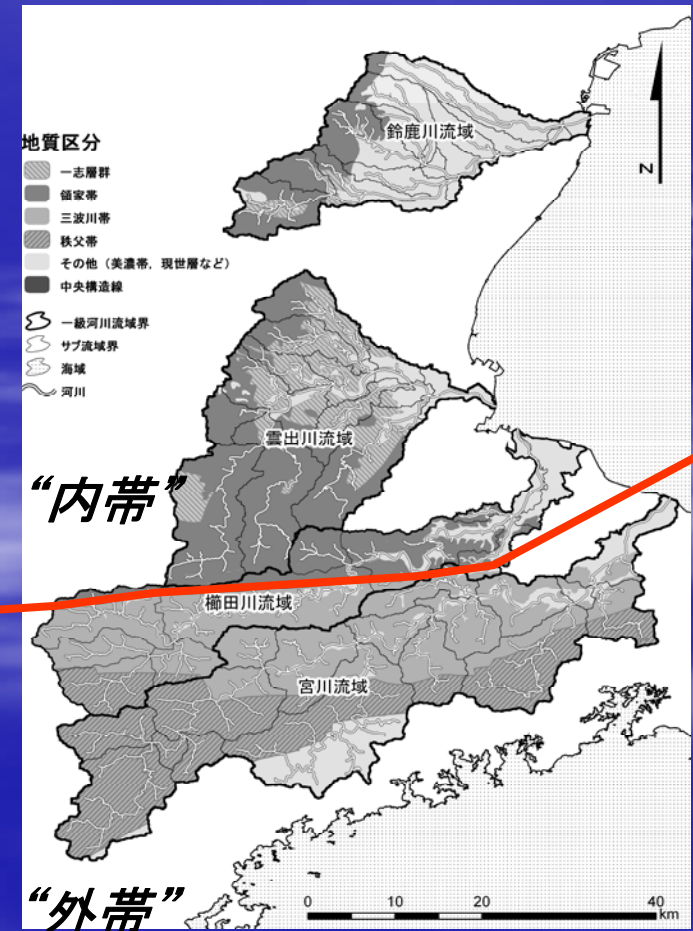 鈴鹿川流域
N
地質区分
一志層群
領家帯
三波川帯
秩父帯
その他（美濃帯，現世層など）
中央構造線
一級河川流域界
サブ流域界
海域
河川
雲出川流域
“内帯”
櫛田川流域
宮川流域
“外帯”
0 10 20 40
km